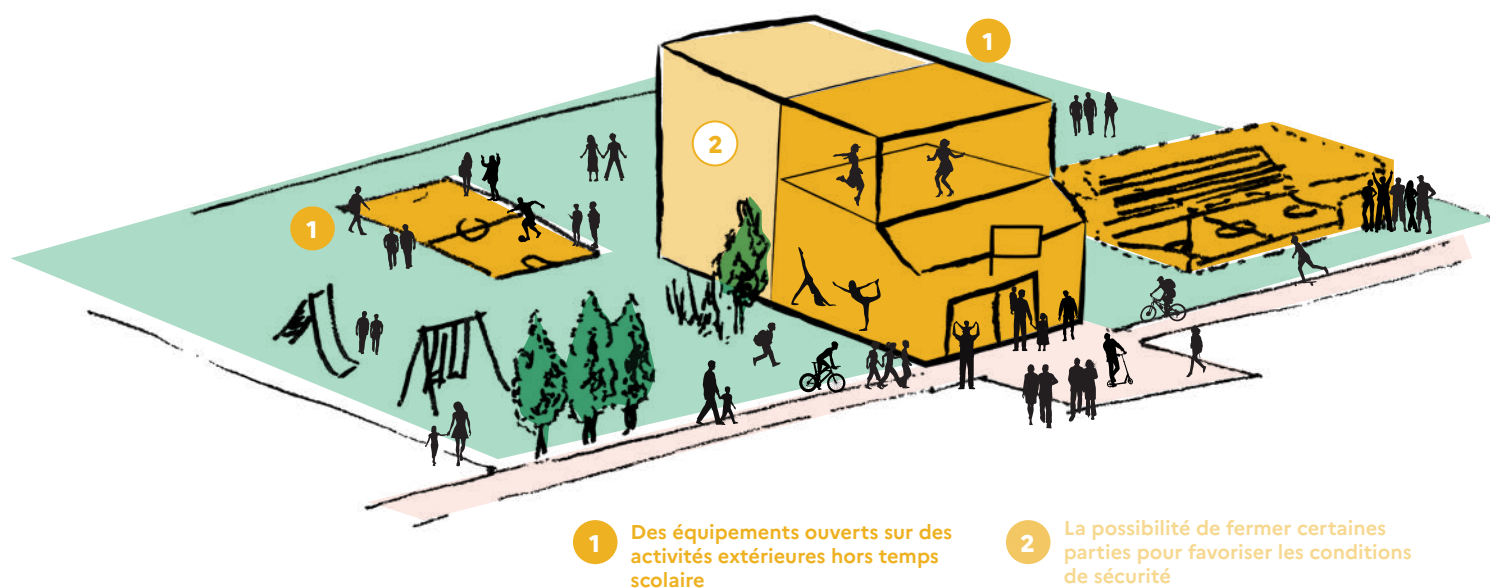 1
2
1
1 Des équipements ouverts sur des
activités extérieures hors temps
scolaire
2 La possibilité de fermer certaines
parties pour favoriser les conditions
de sécurité